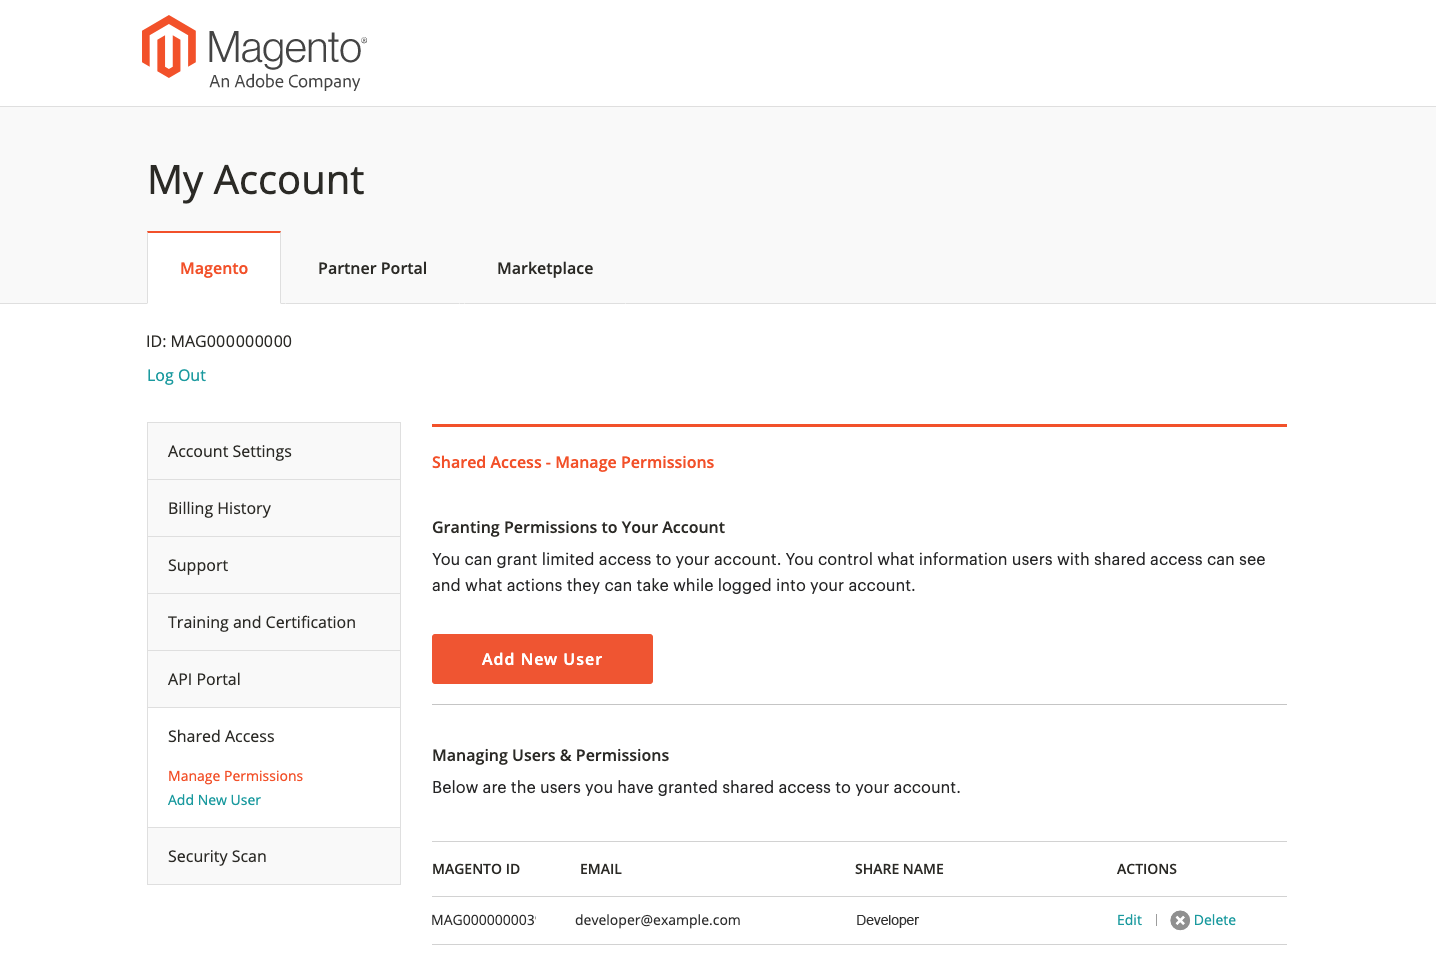 Magento®
An Adobe Company
My Account
Magento
Partner Portal
Marketplace
ID: MAG000000000
Log Out
Account Settings
Billing History
Support
Training and Certification
API Portal
Shared Access
Manage Permissions
Add New User
Security Scan
Shared Access - Manage Permissions
Granting Permissions to Your Account
You can grant limited access to your account. You control what information users with shared access can see
and what actions they can take while logged into your account.
Add New User
Managing Users & Permissions
Below are the users you have granted shared access to your account.
MAGENTO ID EMAIL SHARE NAME ACTIONS
developer@example.com Developer Edit | Delete